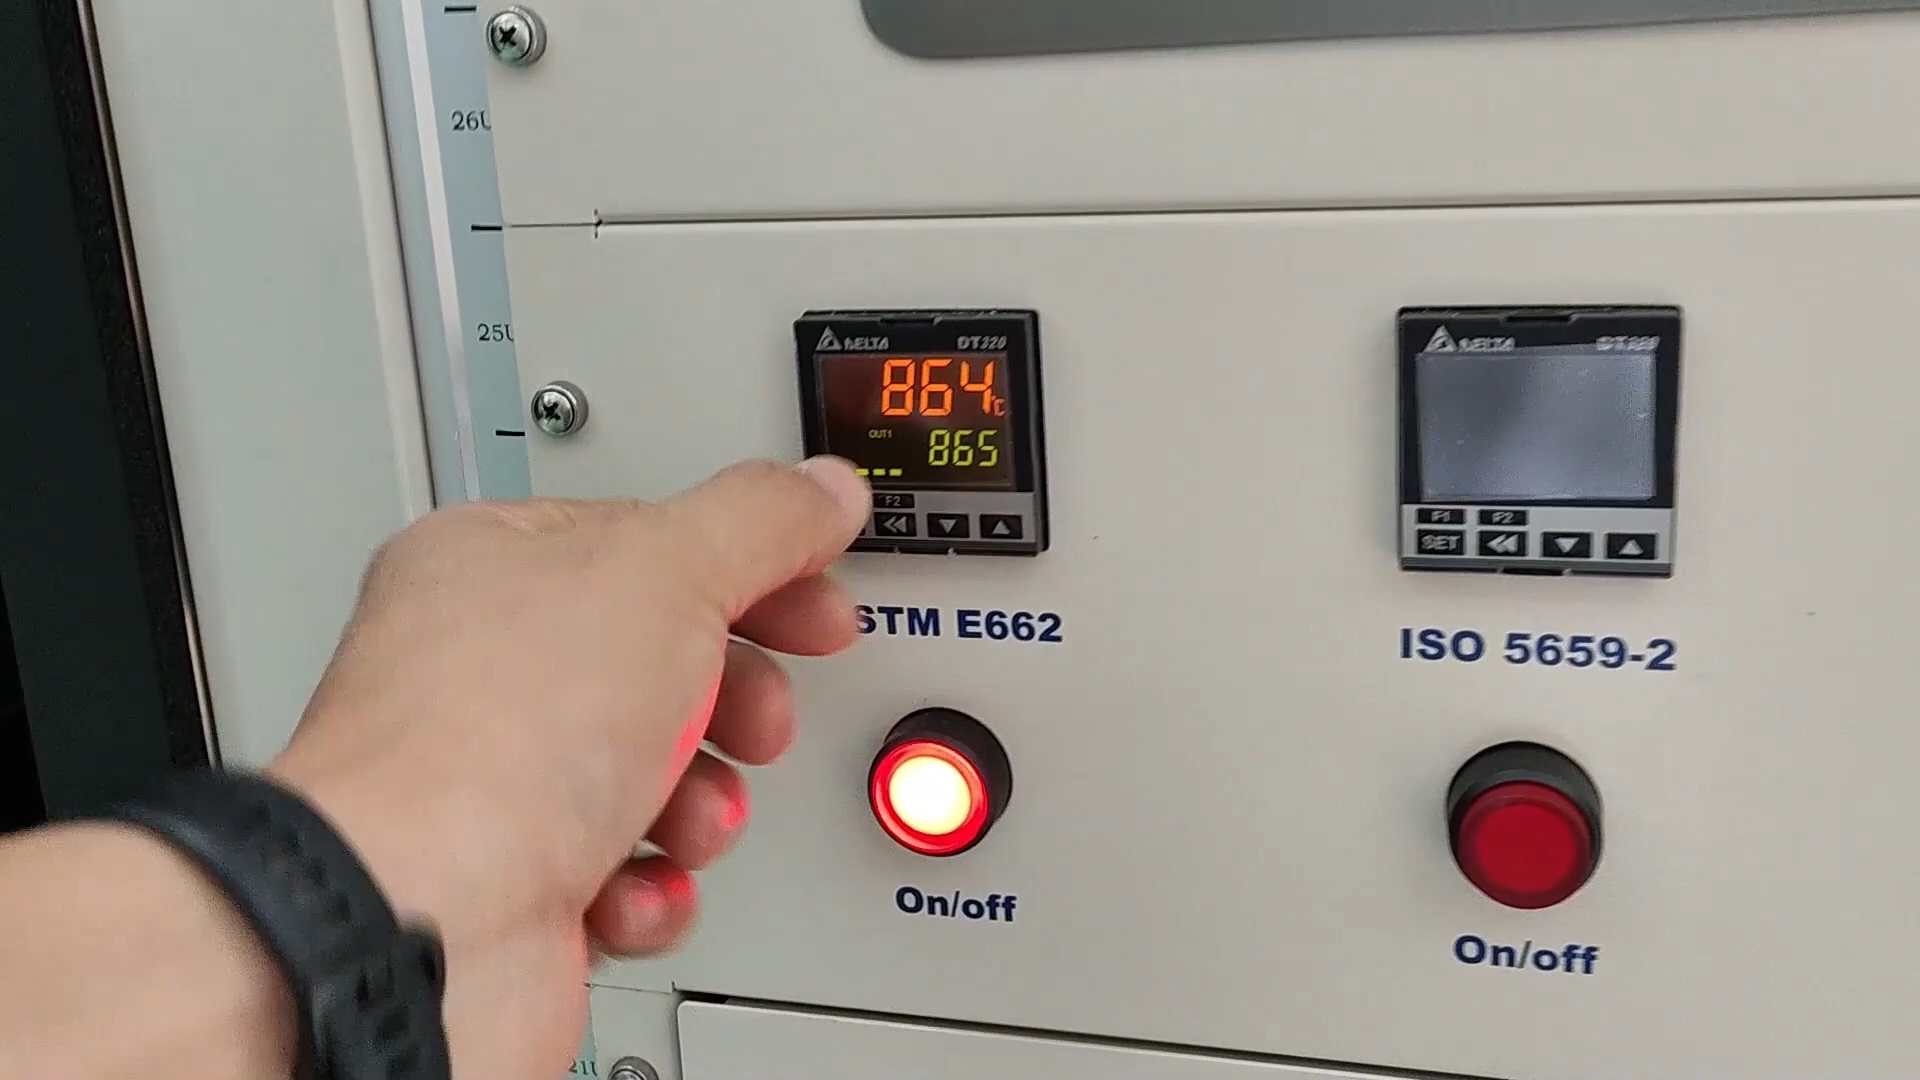 26U
25U
DELTA DT320
864°C
OUT1 865
F2
STM E662
On/off
DELTA
F1 F2
SET
ISO 5659-2
On/off
21U